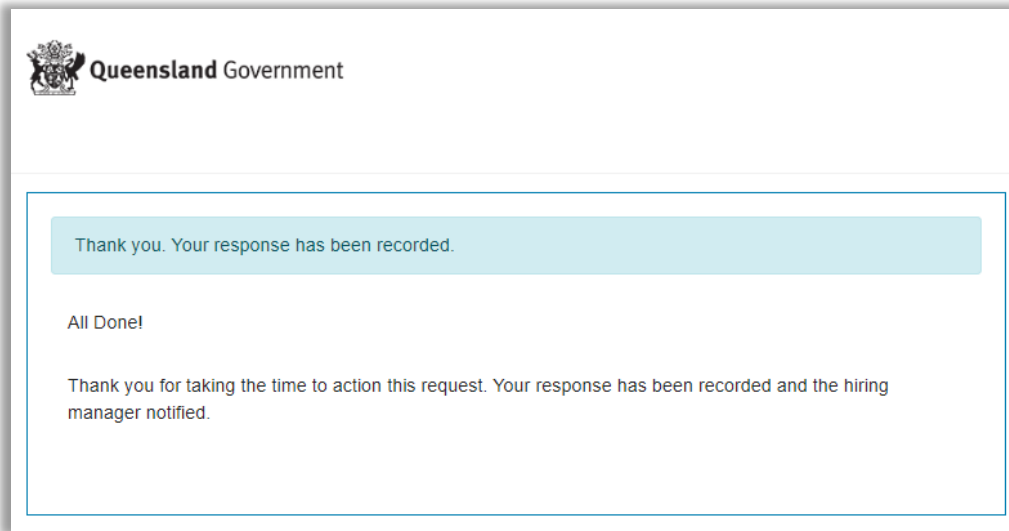 Queensland Government
Thank you. Your response has been recorded.
All Done!
Thank you for taking the time to action this request. Your response has been recorded and the hiring
manager notified.